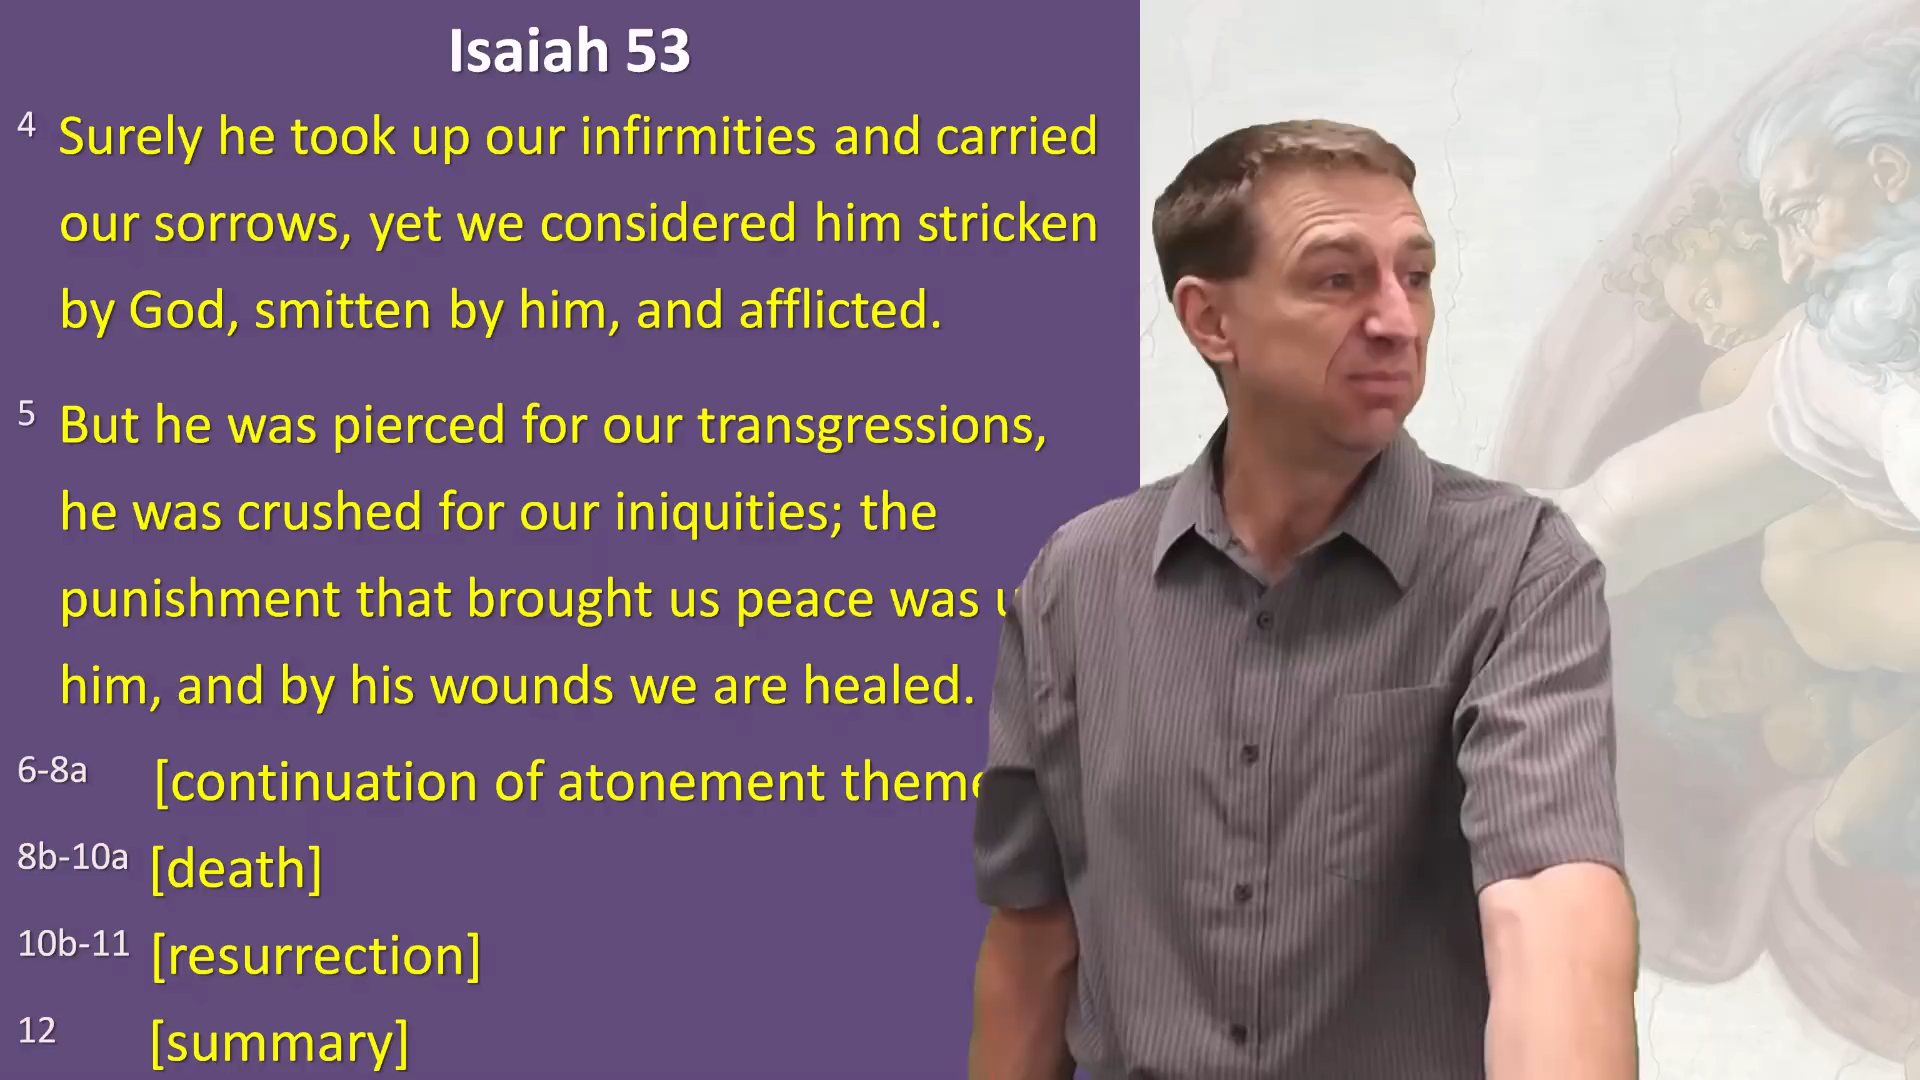 Isaiah 53
4 Surely he took up our infirmities and carried
our sorrows, yet we considered him stricken
by God, smitten by him, and afflicted.
5 But he was pierced for our transgressions,
he was crushed for our iniquities; the
punishment that brought us peace was
him, and by his wounds we are healed.
6-8a [continuation of atonement theme
8b-10a [death]
10b-11 [resurrection]
12 [summary]